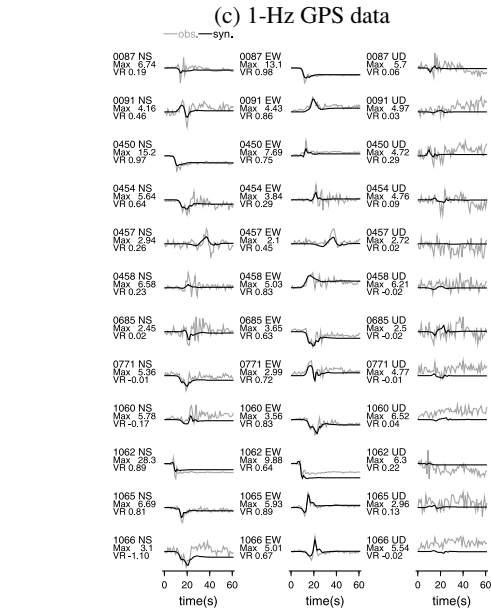 (c) 1-Hz GPS data
obs. syn.
0087 NS 0087 EW 0087 UD
Max 6.74 Max 13.1 Max 5.7
VR 0.19 VR 0.98 VR 0.06
0091 NS 0091 EW 0091 UD
Max 4.16 Max 4.43 Max 4.97
VR 0.46 VR 0.86 VR 0.03
0450 NS 0450 EW 0450 UD
Max 15.2 Max 7.69 Max 4.72
VR 0.97 VR 0.75 VR 0.29
0454 NS 0454 EW 0454 UD
Max 5.64 Max 3.84 Max 4.76
VR 0.64 VR 0.29 VR 0.09
0457 NS 0457 EW 0457 UD
Max 2.94 Max 2.1 Max 2.72
VR 0.26 VR 0.45 VR 0.02
0458 NS 0458 EW 0458 UD
Max 6.58 Max 5.03 Max 6.21
VR 0.23 VR 0.83 VR -0.02
0685 NS 0685 EW 0685 UD
Max 2.45 Max 3.65 Max 2.5
VR 0.02 VR 0.63 VR -0.02
0771 NS 0771 EW 0771 UD
Max 5.36 Max 2.99 Max 4.77
VR -0.01 VR 0.72 VR -0.01
1060 NS 1060 EW 1060 UD
Max 5.78 Max 3.56 Max 6.52
VR -0.17 VR 0.83 VR 0.04
1062 NS 1062 EW 1062 UD
Max 28.3 Max 9.88 Max 6.3
VR 0.89 VR 0.64 VR 0.22
1065 NS 1065 EW 1065 UD
Max 6.69 Max 5.93 Max 2.96
VR 0.81 VR 0.89 VR 0.13
1066 NS 1066 EW 1066 UD
Max 3.1 Max 5.01 Max 5.54
VR -1.10 VR 0.67 VR -0.02
0 20 40 60 0 20 40 60 0 20 40 60
time(s) time(s) time(s)